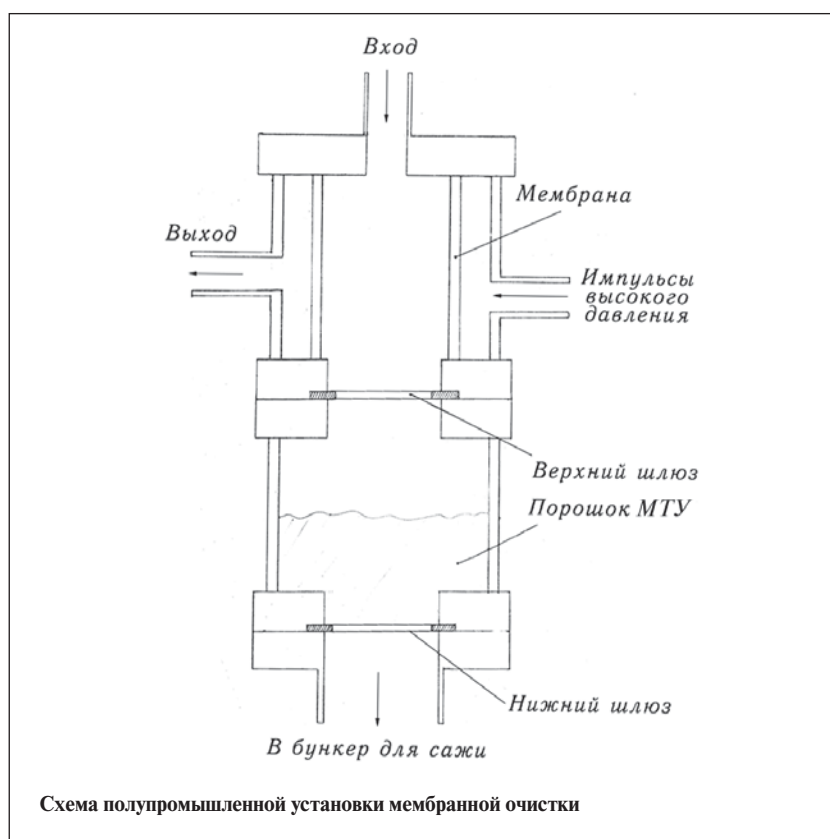 Вход
Мембрана
Выход
Импульсы
высокого
давления
Верхний шлюз
Порошок МТУ
Нижний шлюз
В бункер для сажи
Схема полупромышленной установки мембранной очистки